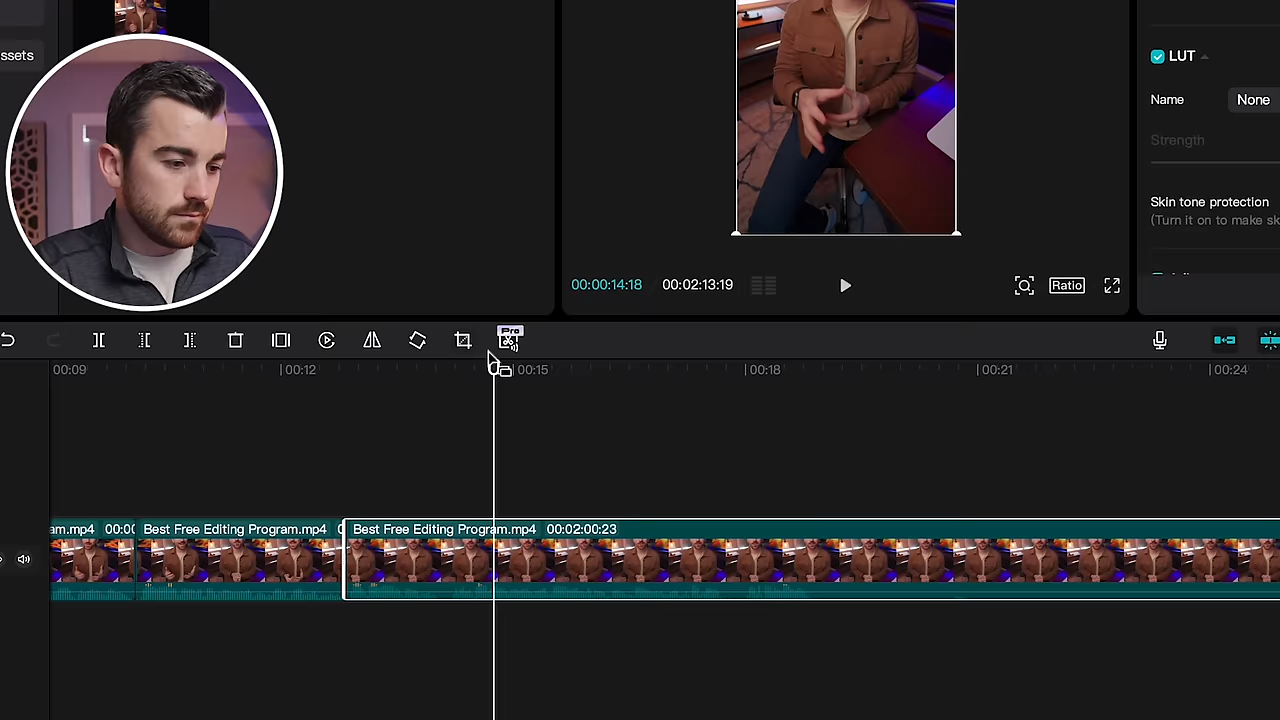 ssets
LUT
Name
None
Strength
Skin tone protection
(Turn it on to make sk
00:00:14:18
00:02:13:19
Ratio
Pro
00:09
00:12
00:15
00:18
00:21
00:24
am.mp4 00:00
Best Free Editing Program.mp4
Best Free Editing Program.mp4 00:02:00:23